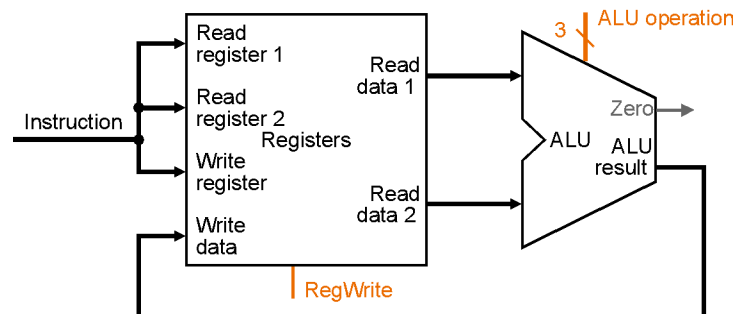 ALU operation
3
Read
register 1
Read
data 1
Read
register 2
Instruction
Registers
Write
register
Read
data 2
Write
data
RegWrite
Zero
ALU
ALU
result